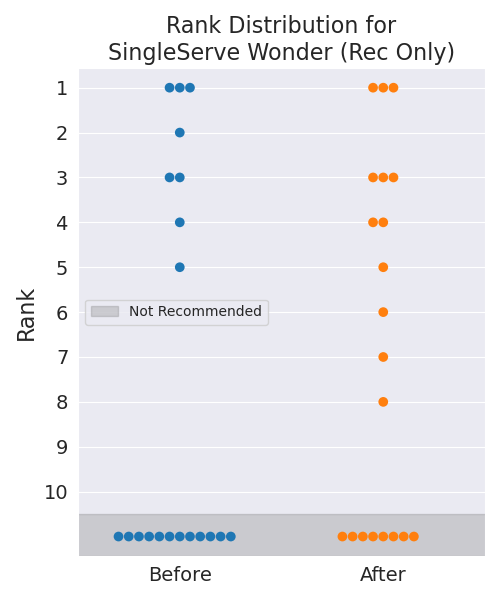 Rank Distribution for
SingleServe Wonder (Rec Only)
Rank
1
2
3
4
5
6
7
8
9
10
Not Recommended
Before
After